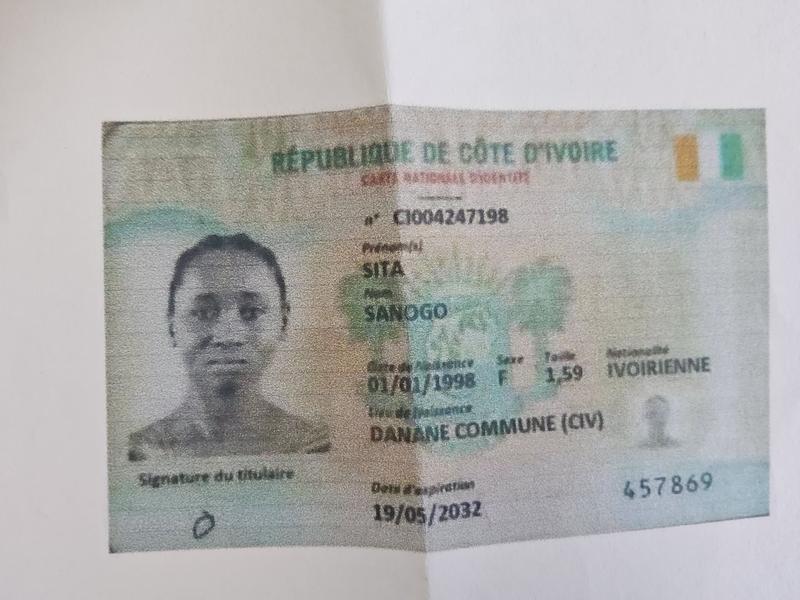 RÉPUBLIQUE DE CÔTE D'IVOIRE
CARTE NATIONALE D'IDENTITÉ
n° CI004247198
Prénom(s)
SITA
Nom
SANOGO
Date de Naissance Sexe Taille Nationalité
01/01/1998 F 1,59 IVOIRIENNE
Lieu de Naissance
DANANE COMMUNE (CIV)
Signature du titulaire
Date d'expiration
19/05/2032
457869